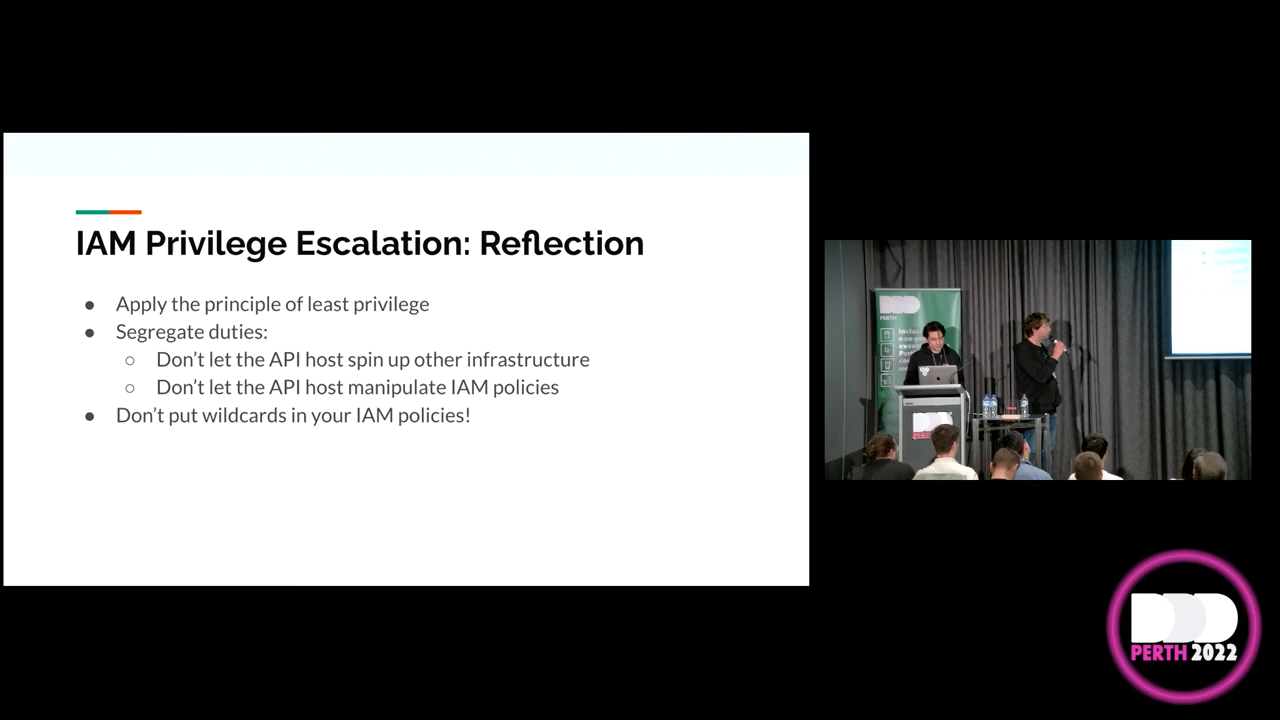 IAM Privilege Escalation: Reflection
● Apply the principle of least privilege
● Segregate duties:
○ Don’t let the API host spin up other infrastructure
○ Don’t let the API host manipulate IAM policies
● Don’t put wildcards in your IAM policies!
DDD
PERTH
DDD
PERTH 2022